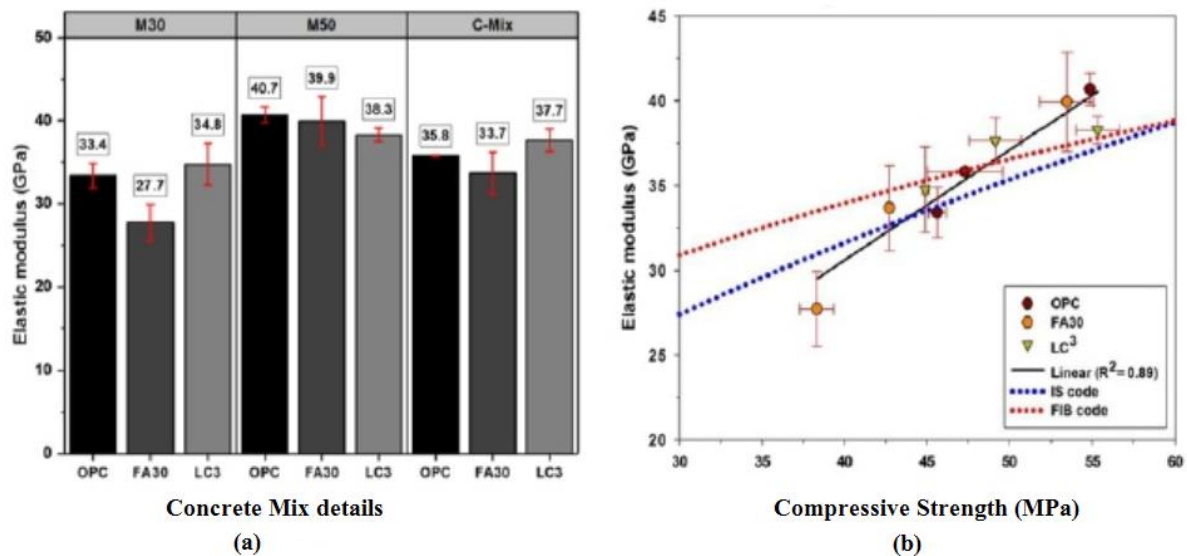 M30 M50 C-Mix
50
40
30
20
10
0
Elastic modulus (GPa)
33.4
27.7
34.8
40.7
39.9
38.3
35.8
33.7
37.7
OPC FA30 LC3 OPC FA30 LC3 OPC FA30 LC3
Concrete Mix details
(a)
45
40
35
30
25
20
Elastic modulus (GPa)
OPC
FA30
LC³
Linear (R²= 0.89)
IS code
FIB code
30 35 40 45 50 55 60
Compressive Strength (MPa)
(b)